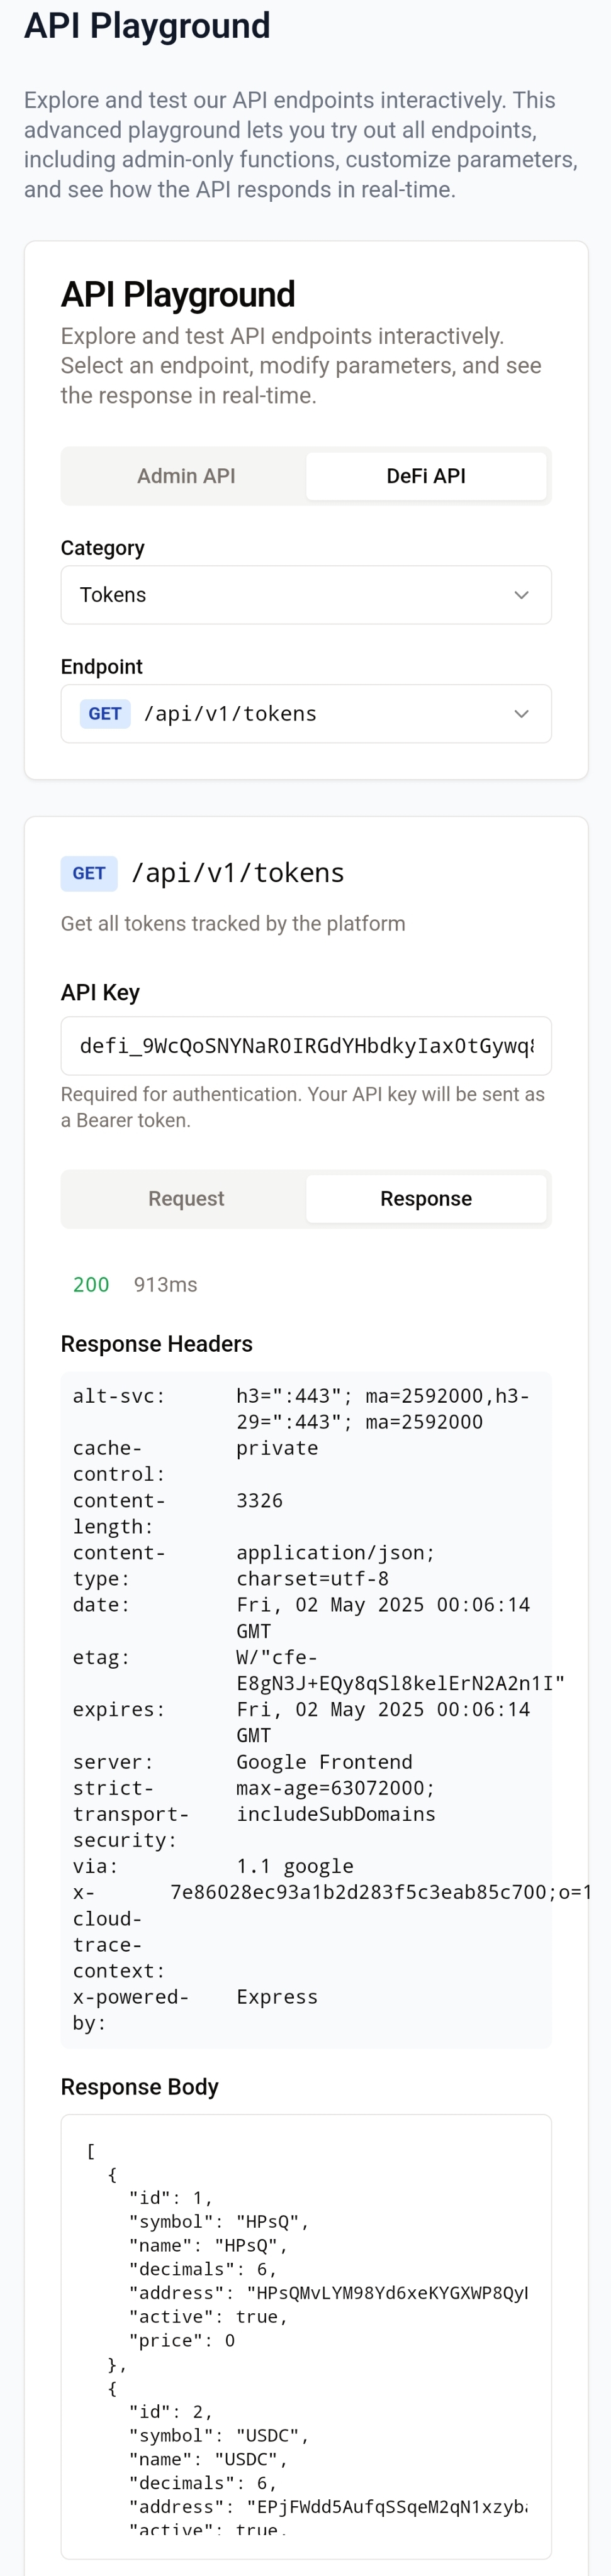 API Playground
Explore and test our API endpoints interactively. This
advanced playground lets you try out all endpoints,
including admin-only functions, customize parameters,
and see how the API responds in real-time.
API Playground
Explore and test API endpoints interactively.
Select an endpoint, modify parameters, and see
the response in real-time.
Admin API DeFi API
Category
Tokens
Endpoint
GET /api/v1/tokens
GET /api/v1/tokens
Get all tokens tracked by the platform
API Key
defi_9WcQoSNYNaR0IRGdYHbdkyIaxOtGywq
Required for authentication. Your API key will be sent as
a Bearer token.
Request Response
200 913ms
Response Headers
alt-svc: h3=":443"; ma=2592000,h3-
29=":443"; ma=2592000
cache- private
control:
content- 3326
length:
content- application/json;
type: charset=utf-8
date: Fri, 02 May 2025 00:06:14
GMT
etag: W/"cfe-
E8gN3J+EQy8qSl8kelErN2A2n1I"
expires: Fri, 02 May 2025 00:06:14
GMT
server: Google Frontend
strict- max-age=63072000;
transport- includeSubDomains
security:
via: 1.1 google
x- 7e86028ec93a1b2d283f5c3eab85c700;o=1
cloud-
trace-
context:
x-powered- Express
by:
Response Body
[
{
"id": 1,
"symbol": "HPsQ",
"name": "HPsQ",
"decimals": 6,
"address": "HPsQMvLYM98Yd6xeKYGXWP8Qy
"active": true,
"price": 0
},
{
"id": 2,
"symbol": "USDC",
"name": "USDC",
"decimals": 6,
"address": "EPjFWdd5AufqSSqeM2qN1xzyb
"active": true,